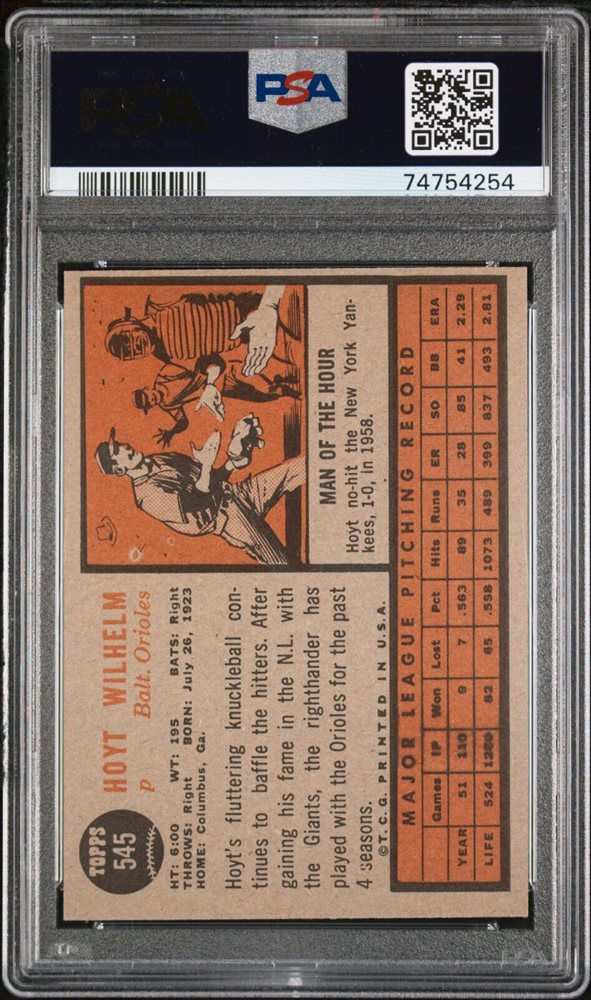 PSA
74754254
TOPPS
545
HOYT WILHELM
p Balt. Orioles
HT: 6:00 WT: 195 BATS: Right
THROWS: Right BORN: July 26, 1923
HOME: Columbus, Ga.
Hoyt's fluttering knuckleball con-
tinues to baffle the hitters. After
gaining his fame in the N.L. with
the Giants, the righthander has
played with the Orioles for the past
4 seasons.
©T.C.G. PRINTED IN U.S.A.
MAN OF THE HOUR
Hoyt no-hit the New York Yan-
kees, 1-0, in 1958.
MAJOR LEAGUE PITCHING RECORD
Games IP Won Lost Pct Hits Runs ER SO BB ERA
YEAR 51 110 9 7 .563 89 35 28 85 41 2.29
LIFE 524 1280 82 65 .558 1073 489 399 837 493 2.81